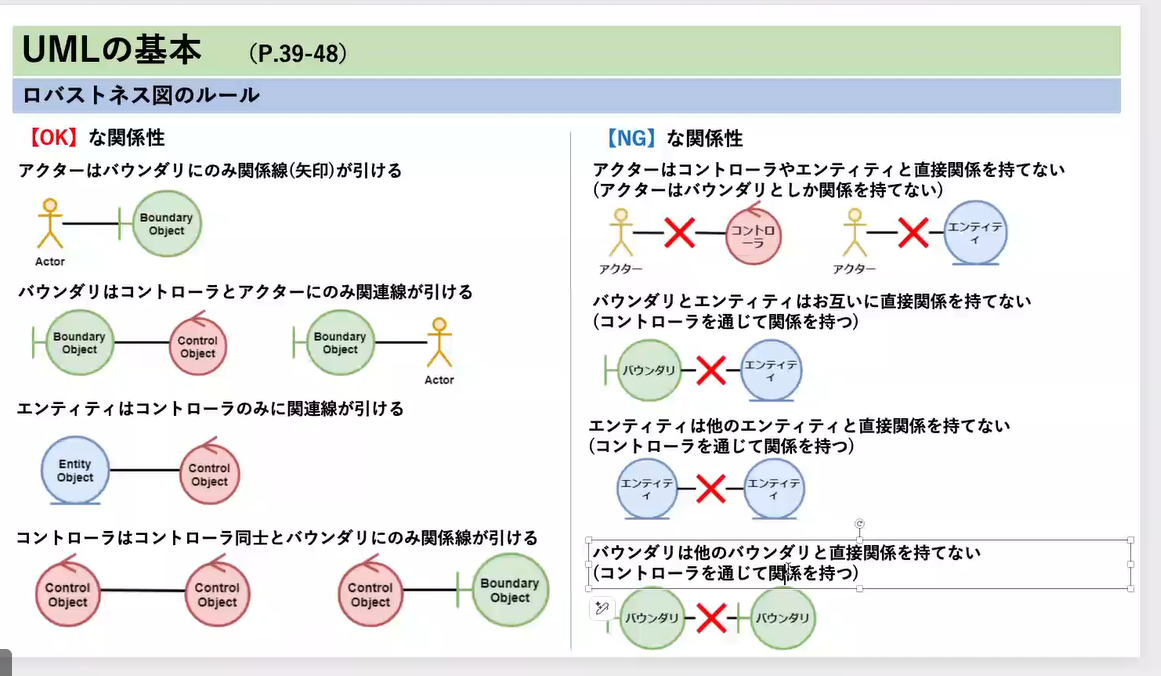 UMLの基本 （P.39-48）
ロバストネス図のルール
【OK】な関係性
アクターはバウンダリにのみ関係線(矢印)が引ける
Boundary
Object
Actor
バウンダリはコントローラとアクターにのみ関連線が引ける
Boundary
Object
Control
Object
Boundary
Object
Actor
エンティティはコントローラのみに関連線が引ける
Entity
Object
Control
Object
コントローラはコントローラ同士とバウンダリにのみ関係線が引ける
Control
Object
Control
Object
Control
Object
Boundary
Object
【NG】な関係性
アクターはコントローラやエンティティと直接関係を持てない
(アクターはバウンダリとしか関係を持てない)
アクター
コントロ
ーラ
アクター
エンティテ
ィ
バウンダリとエンティティはお互いに直接関係を持てない
(コントローラを通じて関係を持つ)
バウンダリ
エンティテ
ィ
エンティティは他のエンティティと直接関係を持てない
(コントローラを通じて関係を持つ)
エンティテ
ィ
エンティテ
ィ
バウンダリは他のバウンダリと直接関係を持てない
(コントローラを通じて関係を持つ)
バウンダリ
バウンダリ